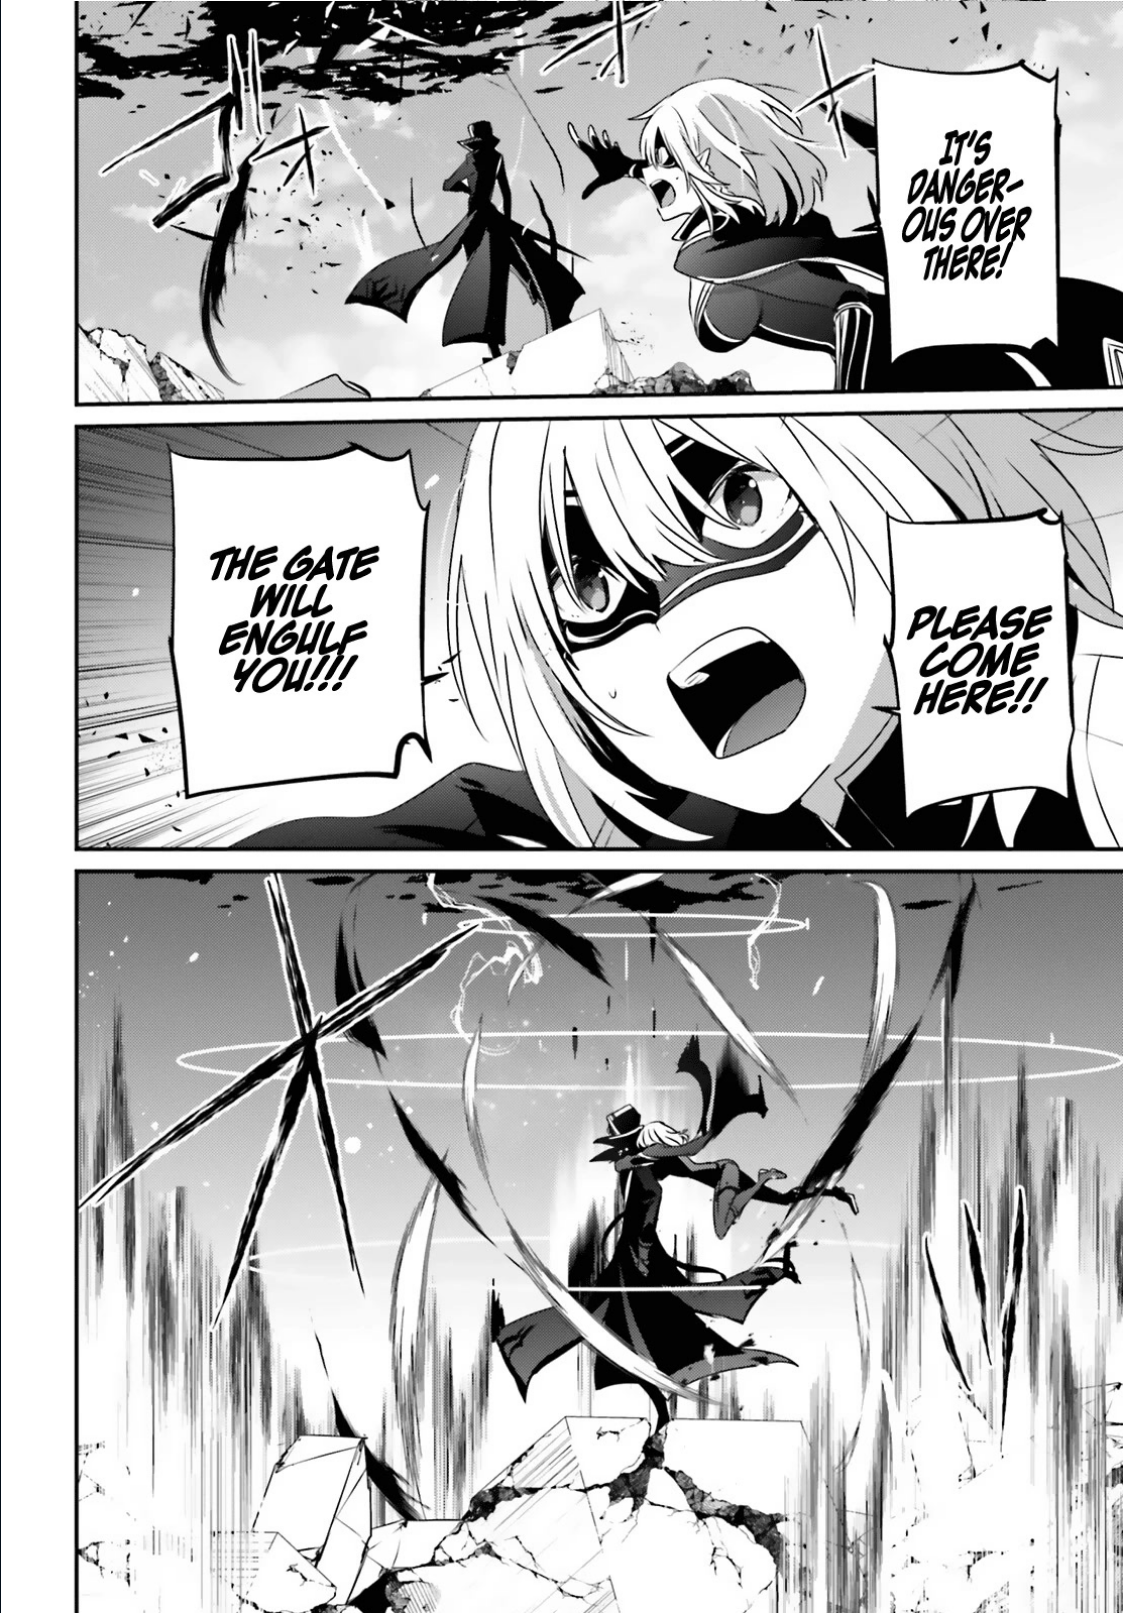 IT'S
DANGER-
OUS OVER
THERE!
PLEASE
COME
HERE!!
THE GATE
WILL
ENGULF
YOU!!!